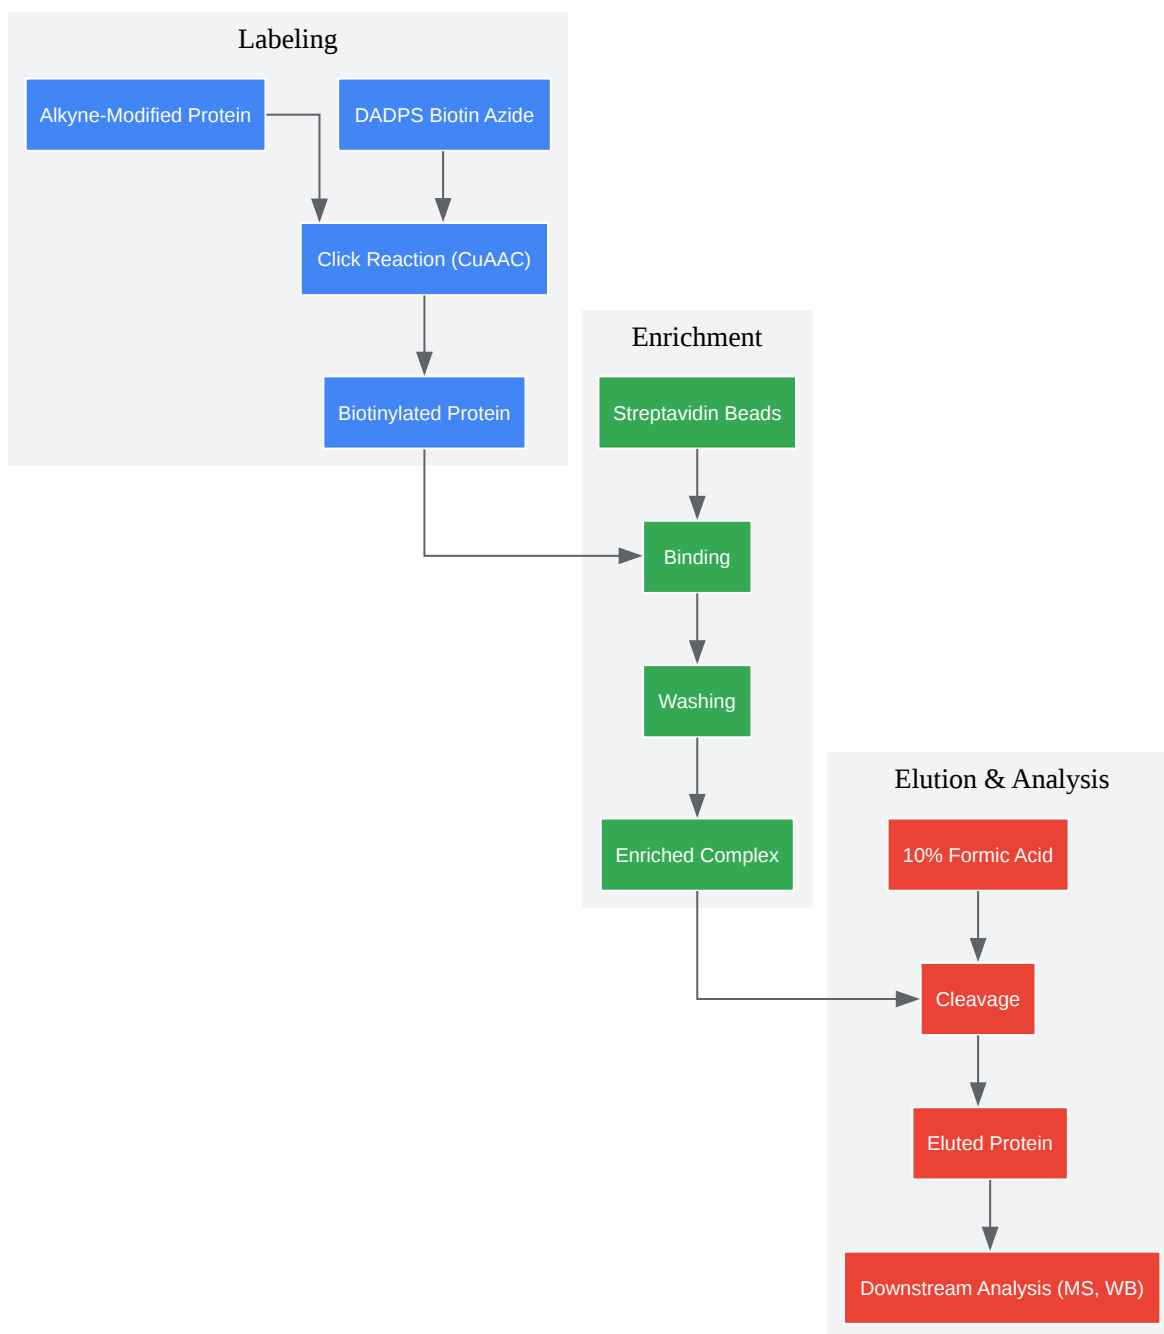 Labeling
Alkyne-Modified Protein
DADPS Biotin Azide
Click Reaction (CuAAC)
Biotinylated Protein
Enrichment
Streptavidin Beads
Binding
Washing
Enriched Complex
Elution & Analysis
10% Formic Acid
Cleavage
Eluted Protein
Downstream Analysis (MS, WB)